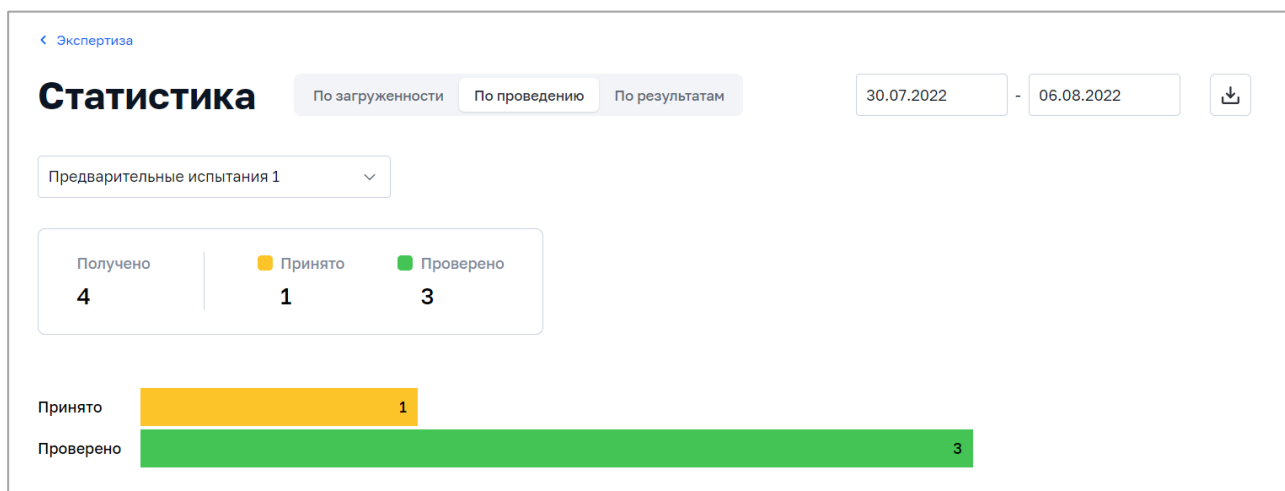 Экспертиза
Статистика
По загруженности По проведению По результатам
30.07.2022 - 06.08.2022
Предварительные испытания 1
Получено Принято Проверено
4 1 3
Принято 1
Проверено 3